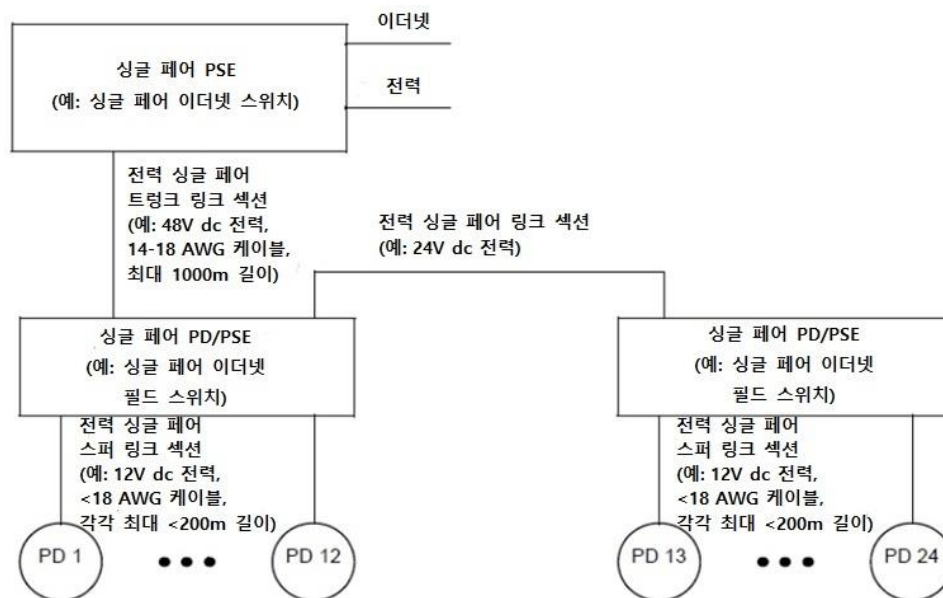 이더넷
싱글 페어 PSE
(예: 싱글 페어 이더넷 스위치)
전력
전력 싱글 페어
트렁크 링크 섹션
(예: 48V dc 전력,
14-18 AWG 케이블,
최대 1000m 길이)
전력 싱글 페어 링크 섹션
(예: 24V dc 전력)
싱글 페어 PD/PSE
(예: 싱글 페어 이더넷
필드 스위치)
싱글 페어 PD/PSE
(예: 싱글 페어 이더넷
필드 스위치)
전력 싱글 페어
스퍼 링크 섹션
(예: 12V dc 전력,
<18 AWG 케이블,
각각 최대 <200m 길이)
전력 싱글 페어
스퍼 링크 섹션
(예: 12V dc 전력,
<18 AWG 케이블,
각각 최대 <200m 길이)
PD 1
PD 12
PD 13
PD 24